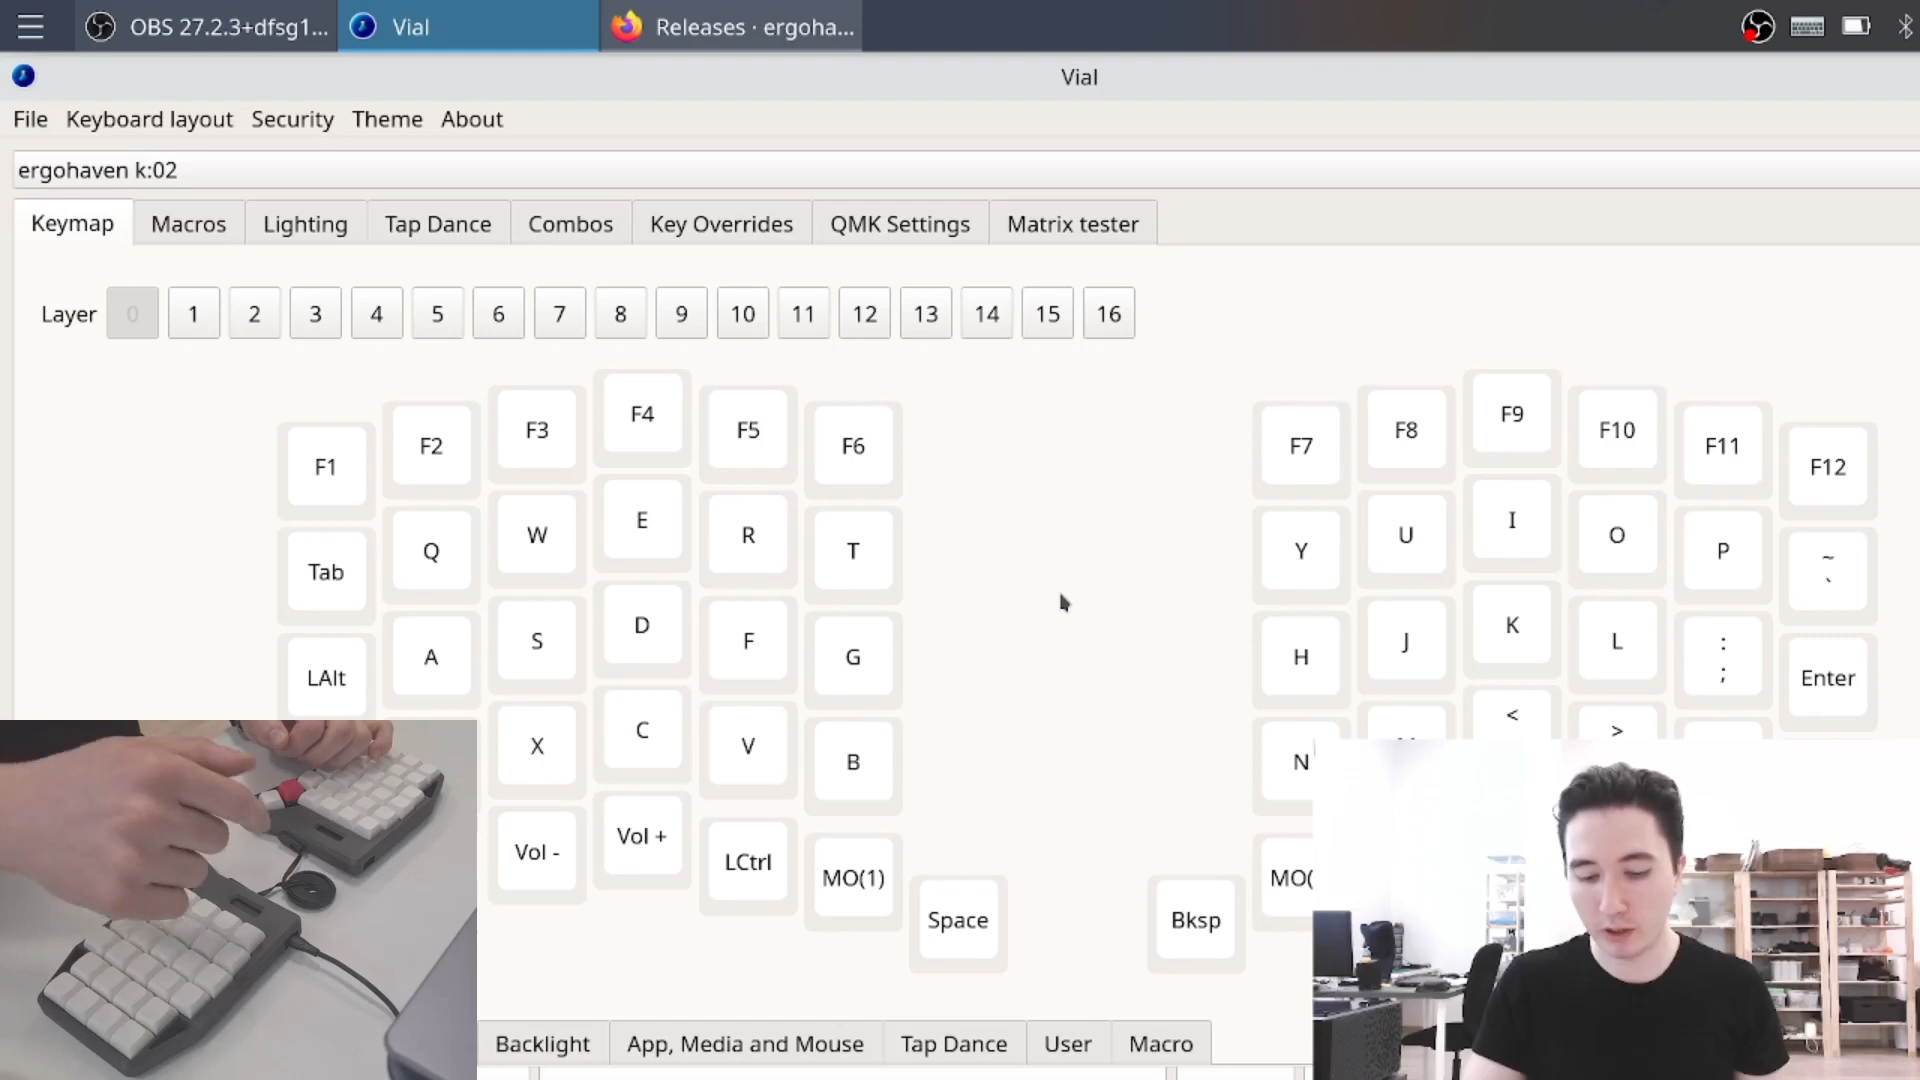 OBS 27.2.3+dfsg1...
Vial
Releases · ergoha...
Vial
File Keyboard layout Security Theme About
ergohaven k:02
Keymap Macros Lighting Tap Dance Combos Key Overrides QMK Settings Matrix tester
Layer 0 1 2 3 4 5 6 7 8 9 10 11 12 13 14 15 16
F1 F2 F3 F4 F5 F6 F7 F8 F9 F10 F11 F12
Tab Q W E R T Y U I O P ~ `
LAlt A S D F G H J K L : ; Enter
X C V B N < >
Vol - Vol + LCtrl MO(1) Space Bksp MO(
Backlight App, Media and Mouse Tap Dance User Macro